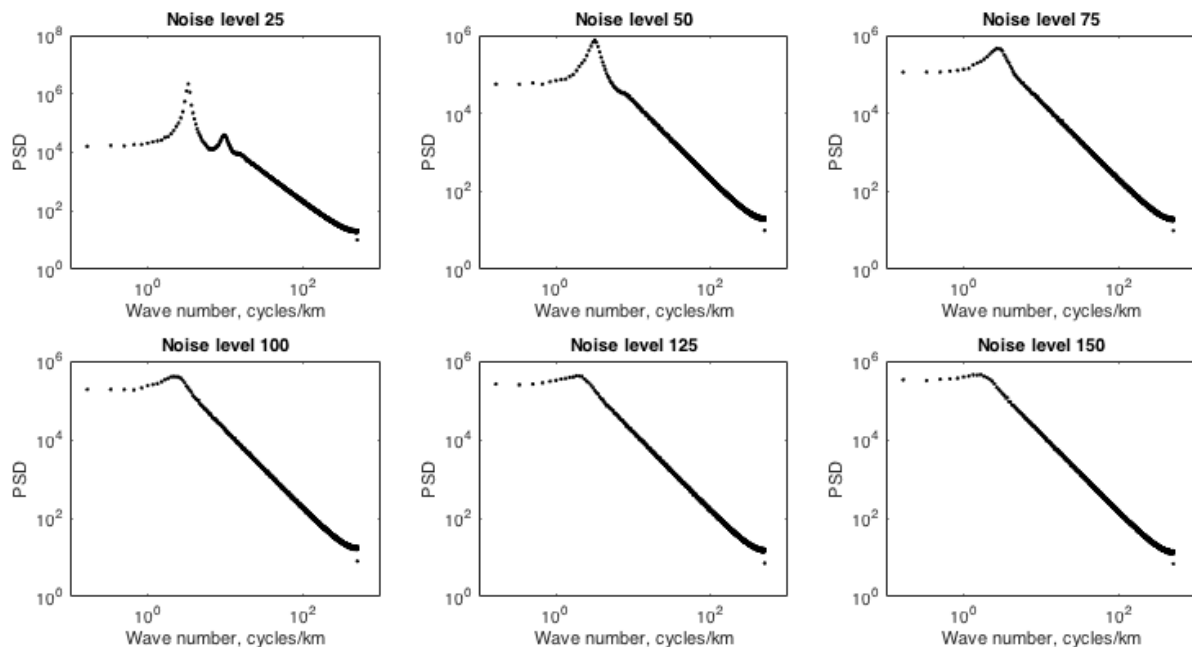 Noise level 25
Noise level 50
Noise level 75
10^8
10^6
10^4
10^2
10^0
PSD
10^0
10^2
Wave number, cycles/km
10^6
10^4
10^2
10^0
PSD
10^0
10^2
Wave number, cycles/km
10^6
10^4
10^2
10^0
PSD
10^0
10^2
Wave number, cycles/km
Noise level 100
Noise level 125
Noise level 150
10^6
10^4
10^2
10^0
PSD
10^0
10^2
Wave number, cycles/km
10^6
10^4
10^2
10^0
PSD
10^0
10^2
Wave number, cycles/km
10^6
10^4
10^2
10^0
PSD
10^0
10^2
Wave number, cycles/km